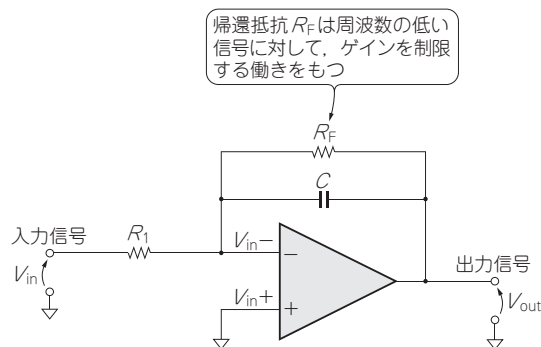 帰還抵抗RFは周波数の低い
信号に対して，ゲインを制限
する働きをもつ
RF
C
入力信号
R1
Vin−
−
出力信号
Vin
Vin+
+
Vout